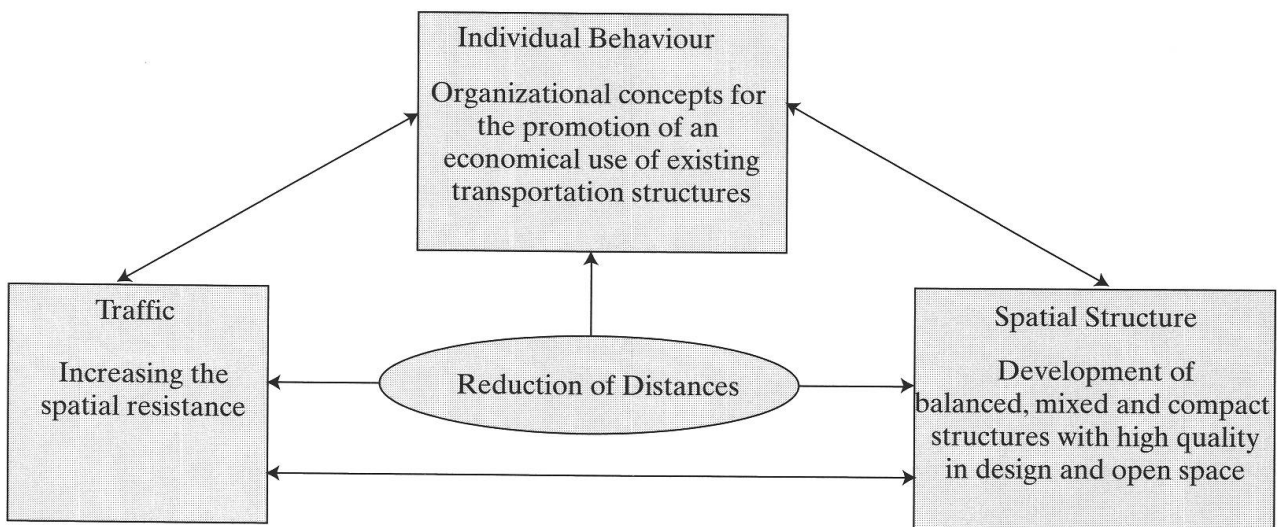 Individual Behaviour
Organizational concepts for
the promotion of an
economical use of existing
transportation structures
Traffic
Increasing the
spatial resistance
Reduction of Distances
Spatial Structure
Development of
balanced, mixed and compact
structures with high quality
in design and open space